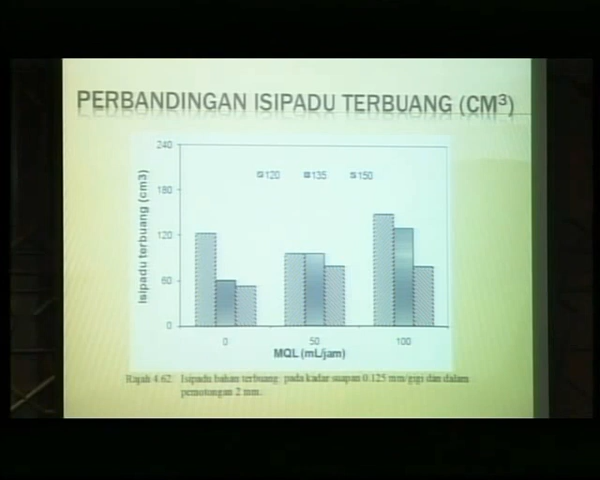 PERBANDINGAN ISIPADU TERBUANG (CM³)
240
180
120
60
0
Isipadu terbuang (cm3)
120 135 150
0 50 100
MQL (mL/jam)
Rajah 4.62. Isipadu bahan terbuang pada kadar suapan 0.125 mm/gigi dan dalam
pemotongan 2 mm.